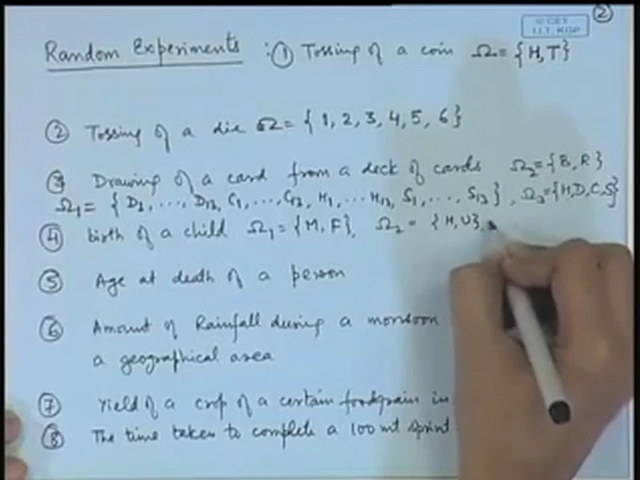 © CET
I.I.T. KGP
②
Random Experiments : ① Tossing of a coin Ω = {H, T}
② Tossing of a die Ω = { 1, 2, 3, 4, 5, 6}
③ Drawing of a card from a deck of cards Ω₂ = {B, R}
Ω₁ = { D₁, ..., D₁₃, C₁, ..., C₁₃, H₁ ... H₁₃, S₁, ..., S₁₃} , Ω₃ = {H, D, C, S}
④ birth of a child Ω₁ = {M, F}, Ω₂ = {H, U},
⑤ Age at death of a person
⑥ Amount of Rainfall during a monsoon
a geographical area
⑦ Yield of a crop of a certain foodgrain in
⑧ The time taken to complete a 100 mt sprint